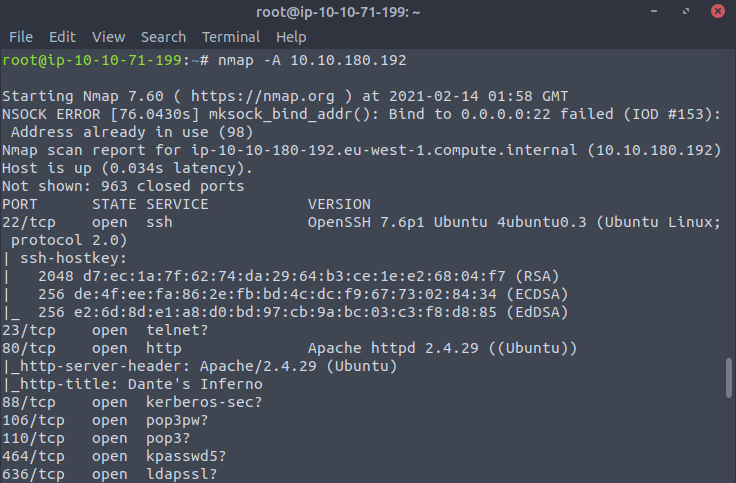 root@ip-10-10-71-199: ~
File Edit View Search Terminal Help
root@ip-10-10-71-199:~# nmap -A 10.10.180.192
Starting Nmap 7.60 ( https://nmap.org ) at 2021-02-14 01:58 GMT
NSOCK ERROR [76.0430s] mksock_bind_addr(): Bind to 0.0.0.0:22 failed (IOD #153):
 Address already in use (98)
Nmap scan report for ip-10-10-180-192.eu-west-1.compute.internal (10.10.180.192)
Host is up (0.034s latency).
Not shown: 963 closed ports
PORT      STATE SERVICE           VERSION
22/tcp    open  ssh               OpenSSH 7.6p1 Ubuntu 4ubuntu0.3 (Ubuntu Linux;
 protocol 2.0)
| ssh-hostkey:
|   2048 d7:ec:1a:7f:62:74:da:29:64:b3:ce:1e:e2:68:04:f7 (RSA)
|   256 de:4f:ee:fa:86:2e:fb:bd:4c:dc:f9:67:73:02:84:34 (ECDSA)
|_  256 e2:6d:8d:e1:a8:d0:bd:97:cb:9a:bc:03:c3:f8:d8:85 (EdDSA)
23/tcp    open  telnet?
80/tcp    open  http              Apache httpd 2.4.29 ((Ubuntu))
|_http-server-header: Apache/2.4.29 (Ubuntu)
|_http-title: Dante's Inferno
88/tcp    open  kerberos-sec?
106/tcp   open  pop3pw?
110/tcp   open  pop3?
464/tcp   open  kpasswd5?
636/tcp   open  ldapssl?